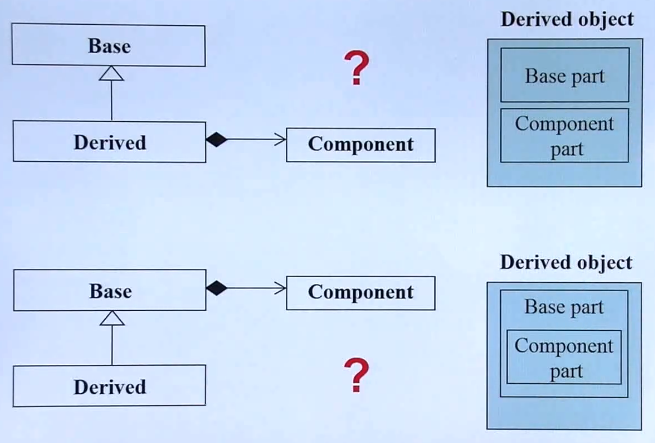 Derived object
Base
?
Base part
Derived
Component
Component
part
Derived object
Base
Component
Base part
Component
part
Derived
?